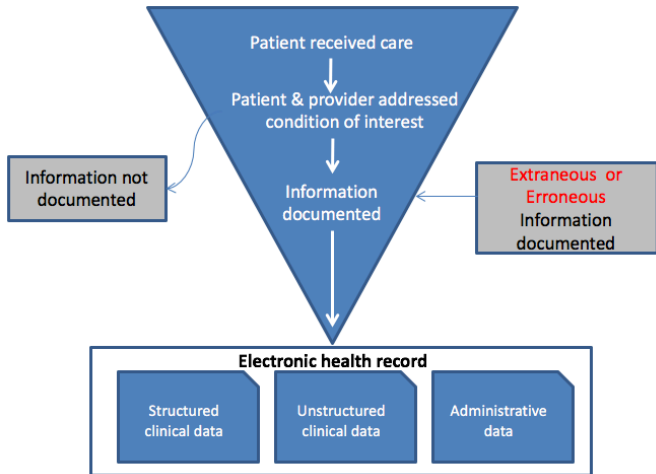 Patient received care
Patient & provider addressed
condition of interest
Information not
documented
Information
documented
Extraneous or
Erroneous
Information
documented
Electronic health record
Structured
clinical data
Unstructured
clinical data
Administrative
data